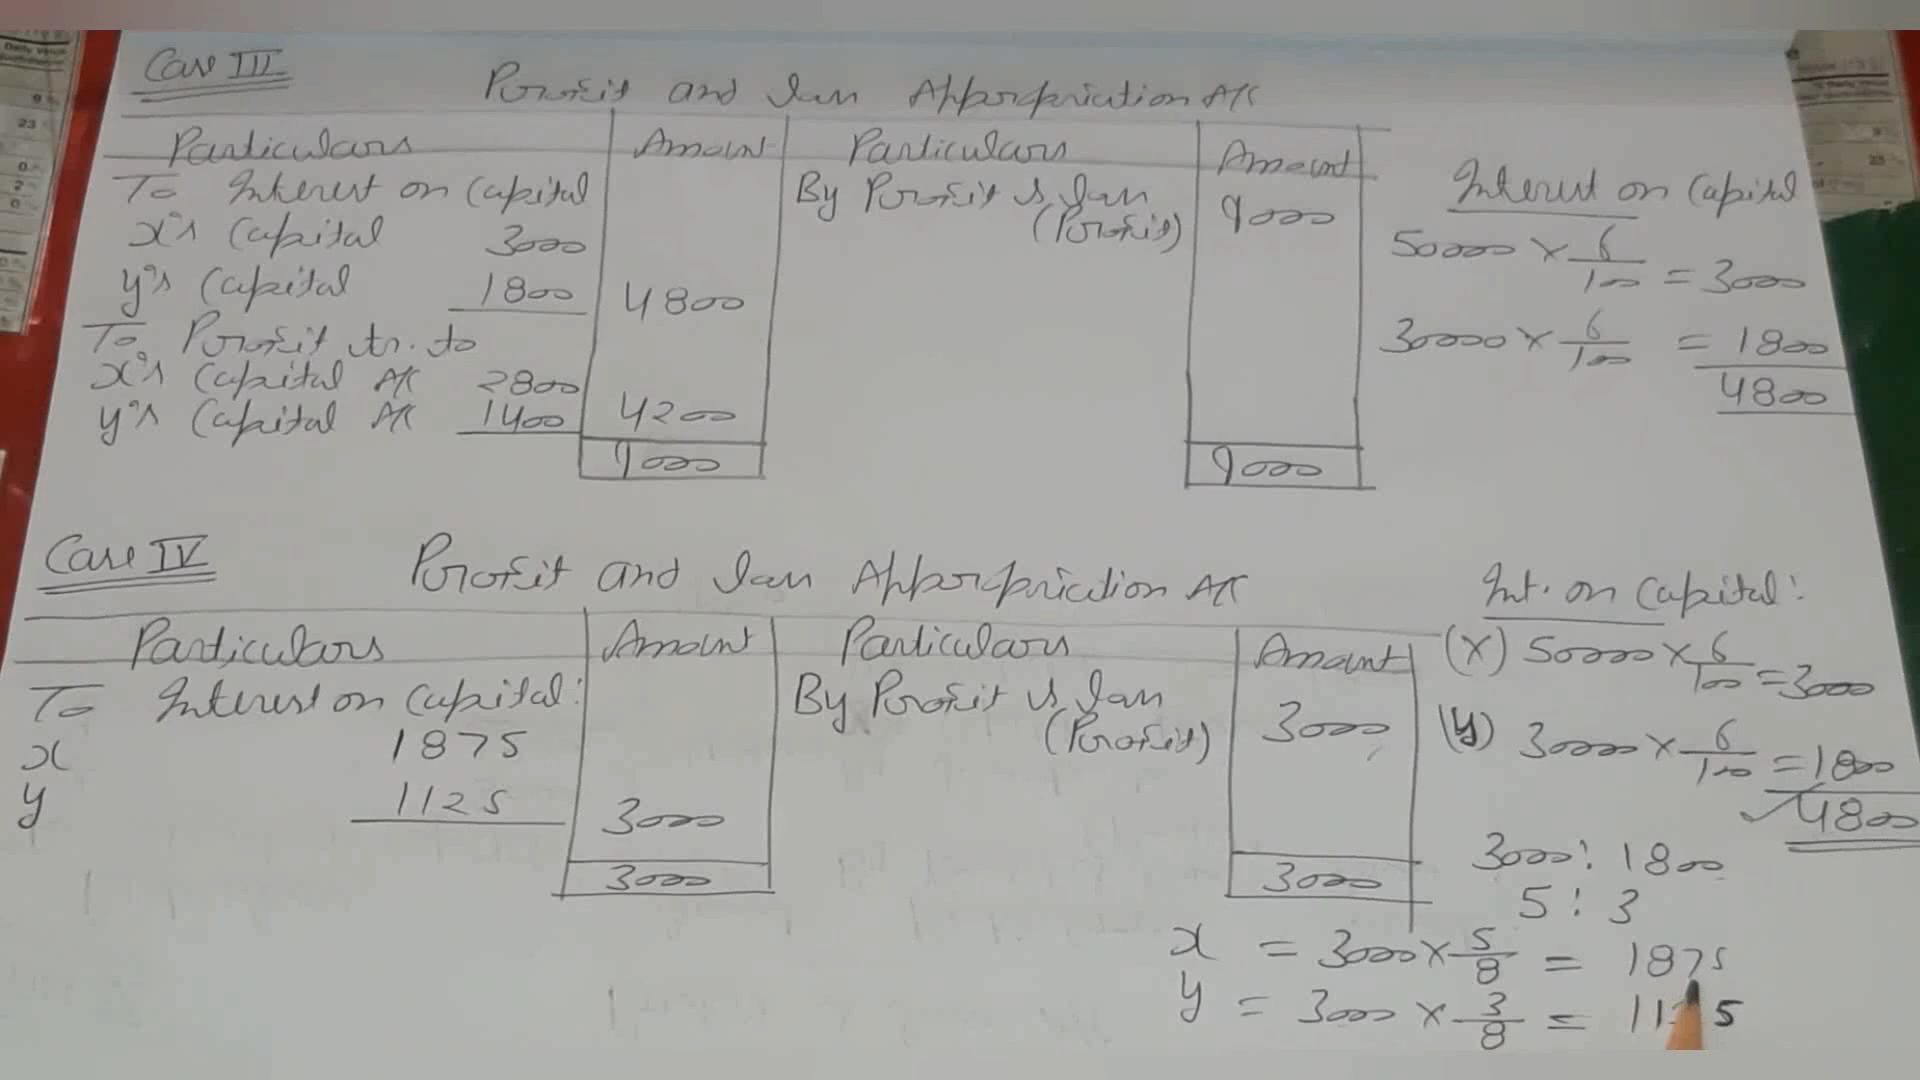 Case III
Profit and Loss Appropriation A/c
Particulars Amount Particulars Amount
To Interest on Capital By Profit & Loss
(Profit) 9000
x's Capital 3000
y's Capital 1800 4800
To Profit tr. to
x's Capital A/c 2800
y's Capital A/c 1400 4200
9000 9000
Interest on Capital
50000 × 6/100 = 3000
30000 × 6/100 = 1800
4800
Case IV
Profit and Loss Appropriation A/c
Particulars Amount Particulars Amount
To Interest on Capital: By Profit & Loss
(Profit) 3000
x 1875
y 1125 3000
3000 3000
Int. on Capital:
(x) 50000 × 6/100 = 3000
(y) 30000 × 6/100 = 1800
4800
3000 : 1800
5 : 3
x = 3000 × 5/8 = 1875
y = 3000 × 3/8 =